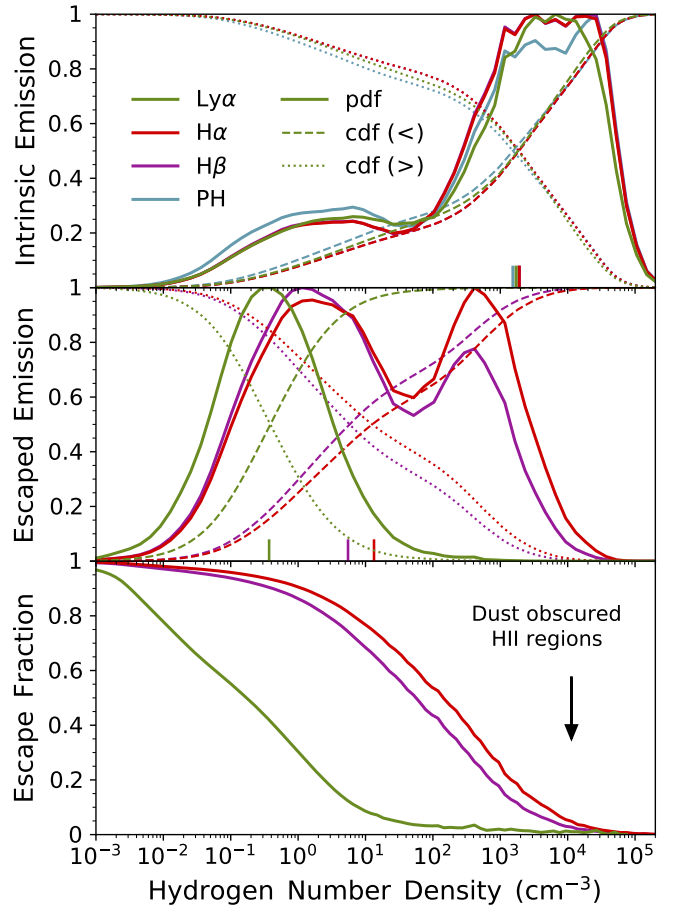 1
0.8
0.6
0.4
0.2
Intrinsic Emission
Lyα
Hα
Hβ
PH
pdf
cdf (<)
cdf (>)
1
0.8
0.6
0.4
0.2
Escaped Emission
1
0.8
0.6
0.4
0.2
0
Escape Fraction
Dust obscured
HII regions
10⁻³ 10⁻² 10⁻¹ 10⁰ 10¹ 10² 10³ 10⁴ 10⁵
Hydrogen Number Density (cm⁻³)